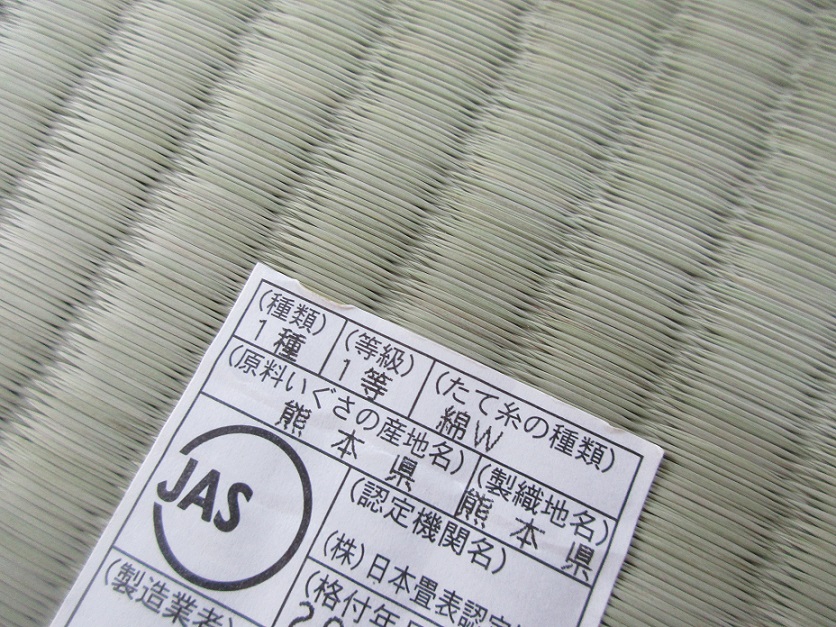 (種類)
1種
(等級)
1等
(たて糸の種類)
綿W
(原料いぐさの産地名)
熊本県
(製織地名)
熊本県
JAS
(認定機関名)
(株)日本畳表認定
(格付年月
20
(製造業者)